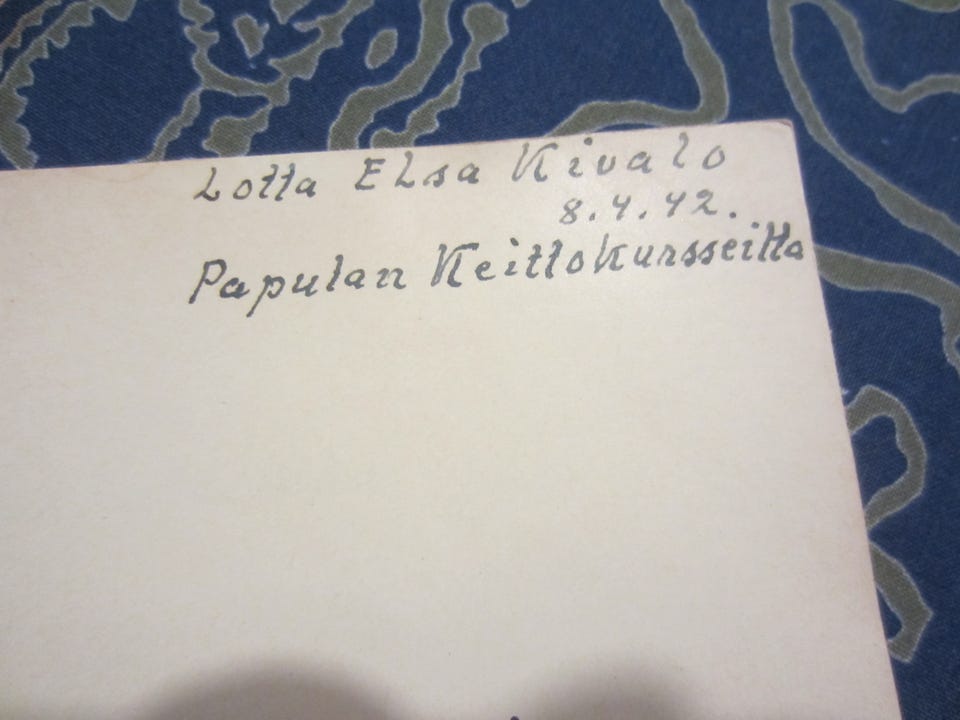 Lotta Elsa Kivalo
8.4.42.
Papulan Keittokursseilta